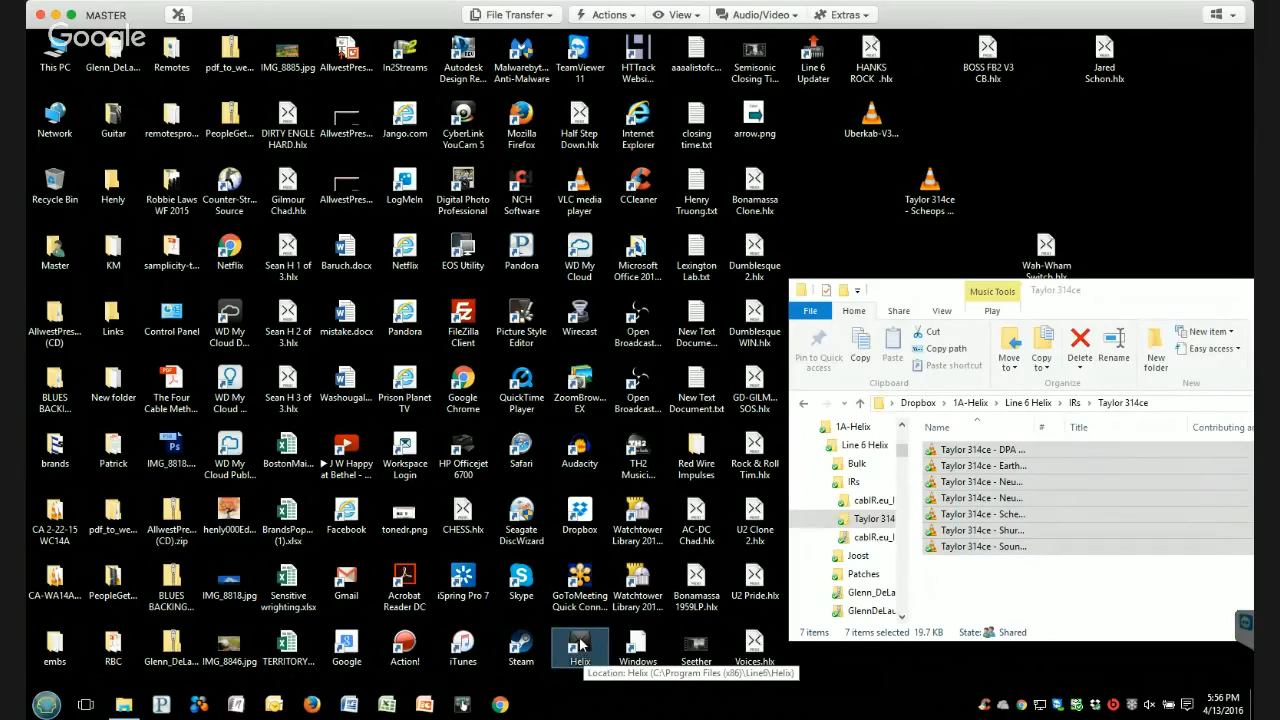 MASTER
File Transfer
Actions
View
Audio/Video
Extras
Google
This PC
Glenn_DeLa...
Remotes
pdf_to_we...
IMG_8885.jpg
AllwestPres...
In2Streams
Autodesk
Design Re...
Malwarebyt...
Anti-Malware
TeamViewer
11
HTTrack
Websi...
aaaalistofc...
Semisonic
Closing Ti...
Line 6
Updater
HANKS
ROCK .hlx
BOSS FB2 V3
CB.hlx
Jared
Schon.hlx
Network
Guitar
remotespro...
PeopleGet...
DIRTY ENGLE
HARD.hlx
AllwestPres...
Jango.com
CyberLink
YouCam 5
Mozilla
Firefox
Half Step
Down.hlx
Internet
Explorer
closing
time.txt
arrow.png
Uberkab-V3...
Recycle Bin
Henly
Robbie Laws
WF 2015
Counter-Str...
Source
Gilmour
Chad.hlx
AllwestPres...
LogMeIn
Digital Photo
Professional
NCH
Software
VLC media
player
CCleaner
Henry
Truong.txt
Bonamassa
Clone.hlx
Taylor 314ce
- Scheops ...
Master
KM
samplicity-t...
Netflix
Sean H 1 of
3.hlx
Baruch.docx
Netflix
EOS Utility
Pandora
WD My
Cloud
Microsoft
Office 201...
Lexington
Lab.txt
Dumblesque
2.hlx
Wah-Wham
Switch.hlx
AllwestPres...
(CD)
Links
Control Panel
WD My
Cloud D...
Sean H 2 of
3.hlx
mistake.docx
Pandora
FileZilla
Client
Picture Style
Editor
Wirecast
Open
Broadcast...
New Text
Docume...
Dumblesque
WIN.hlx
BLUES
BACKI...
New folder
The Four
Cable Meth...
WD My
Cloud ...
Sean H 3 of
3.hlx
Washougal...
Prison Planet
TV
Google
Chrome
QuickTime
Player
ZoomBrow...
EX
Open
Broadcast...
New Text
Document.txt
GD-GILM...
SOS.hlx
brands
Patrick
IMG_8818...
WD My
Cloud Publ...
BostonMai...
J W Happy
at Bethel - ...
Workspace
Login
HP Officejet
6700
Safari
Audacity
TH2
Musici...
Red Wire
Impulses
Rock & Roll
Tim.hlx
CA 2-22-15
WC14A
pdf_to_we...
AllwestPres...
(CD).zip
henly000Ed...
BrandsPop...
(1).xlsx
Facebook
tonedr.png
CHESS.hlx
Seagate
DiscWizard
Dropbox
Watchtower
Library 201...
AC-DC
Chad.hlx
U2 Clone
2.hlx
CA-WA14A...
PeopleGet...
BLUES
BACKING...
IMG_8818.jpg
Sensitive
wrighting.xlsx
Gmail
Acrobat
Reader DC
iSpring Pro 7
Skype
GoToMeeting
Quick Conn...
Watchtower
Library 201...
Bonamassa
1959LP.hlx
U2 Pride.hlx
embs
RBC
Glenn_DeLa...
IMG_8846.jpg
TERRITORY...
Google
Action!
iTunes
Steam
Helix
Windows
Seether
Voices.hlx
Location: Helix (C:\Program Files (x86)\Line6\Helix)
Music Tools
Taylor 314ce
File
Home
Share
View
Play
Pin to Quick
access
Copy
Paste
Cut
Copy path
Paste shortcut
Move
to
Copy
to
Delete
Rename
New
folder
New item
Easy access
Clipboard
Organize
New
Dropbox
1A-Helix
Line 6 Helix
IRs
Taylor 314ce
Name
#
Title
Contributing ar
1A-Helix
Line 6 Helix
Bulk
IRs
cabIR.eu_l
Taylor 314
cabIR.eu_l
Joost
Patches
Glenn_DeLa
GlennDeLau
Taylor 314ce - DPA ...
Taylor 314ce - Earth...
Taylor 314ce - Neu...
Taylor 314ce - Neu...
Taylor 314ce - Sche...
Taylor 314ce - Shur...
Taylor 314ce - Soun...
7 items
7 items selected
19.7 KB
State:
Shared
5:56 PM
4/13/2016